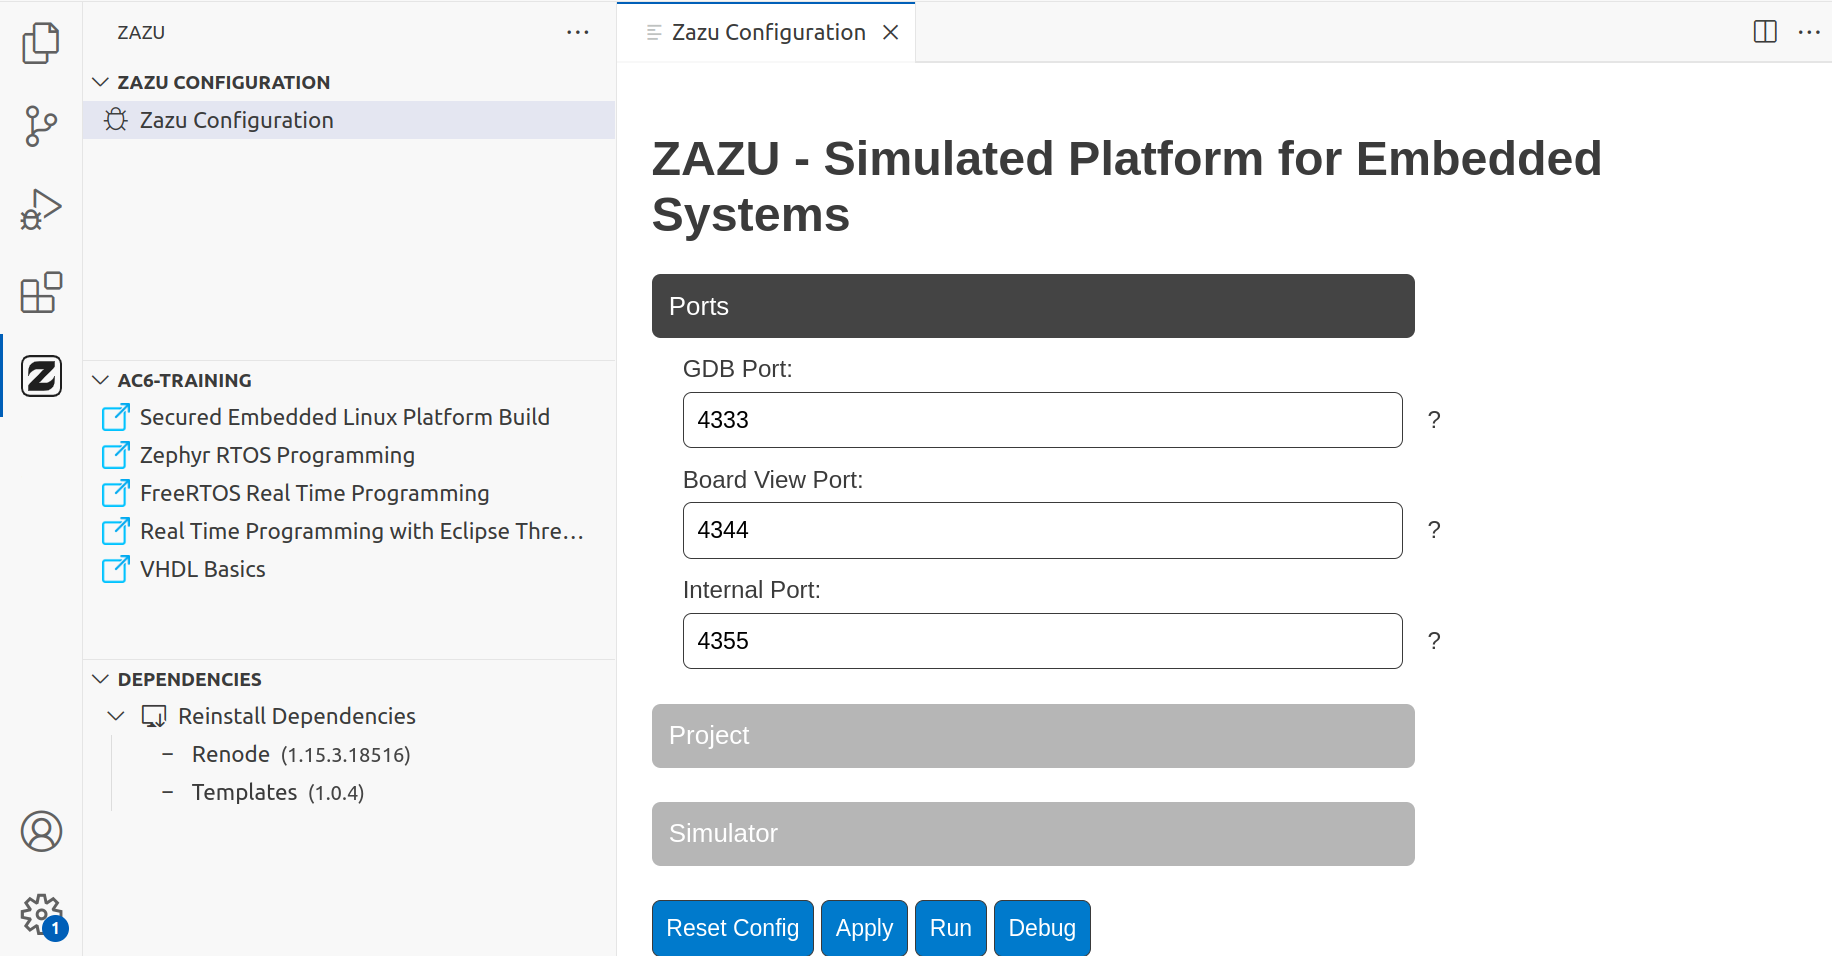 ZAZU
ZAZU CONFIGURATION
Zazu Configuration
AC6-TRAINING
Secured Embedded Linux Platform Build
Zephyr RTOS Programming
FreeRTOS Real Time Programming
Real Time Programming with Eclipse Thre...
VHDL Basics
DEPENDENCIES
Reinstall Dependencies
Renode (1.15.3.18516)
Templates (1.0.4)
1
Zazu Configuration
ZAZU - Simulated Platform for Embedded
Systems
Ports
GDB Port:
4333 ?
Board View Port:
4344 ?
Internal Port:
4355 ?
Project
Simulator
Reset Config Apply Run Debug